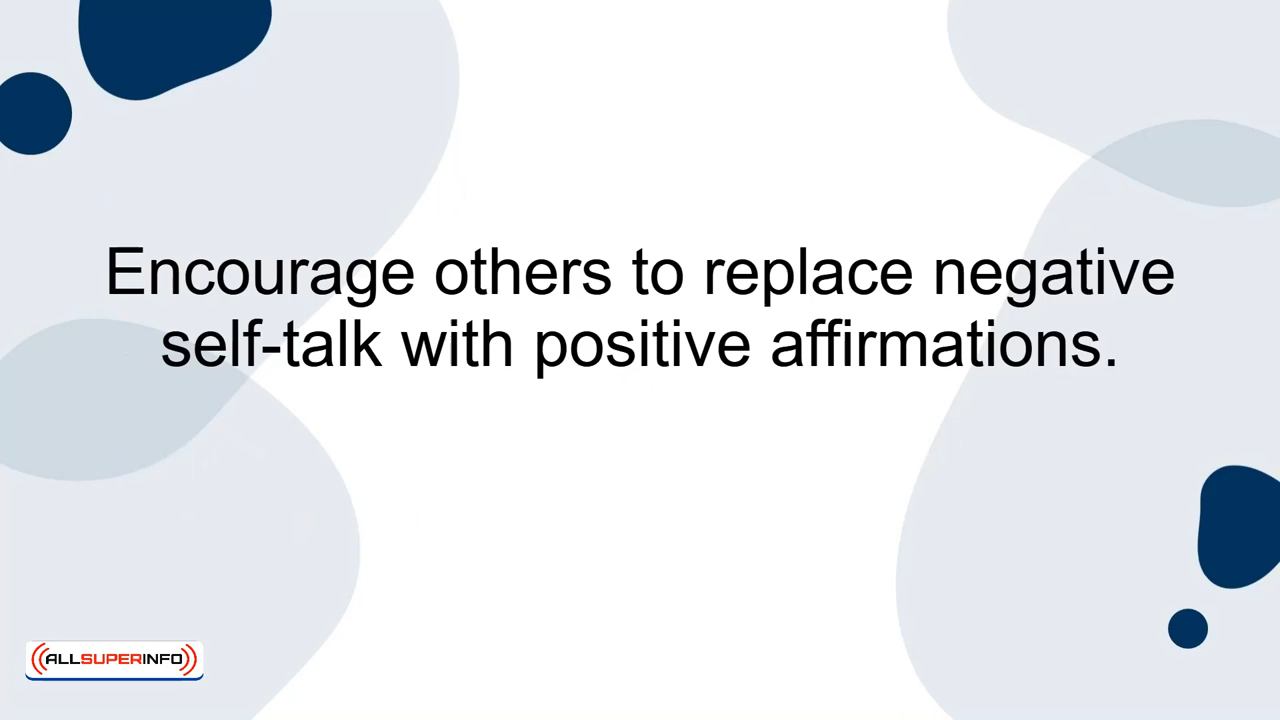 Encourage others to replace negative
self-talk with positive affirmations.
ALLSUPERINFO